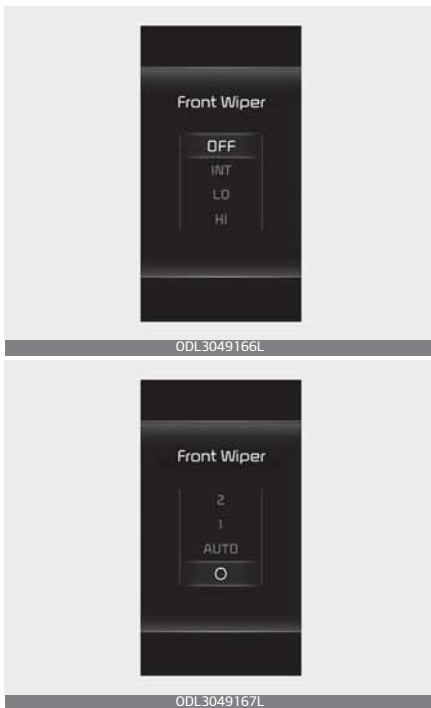 Front Wiper
OFF
INT
LO
HI
ODL3049166L
Front Wiper
2
1
AUTO
O
ODL3049167L